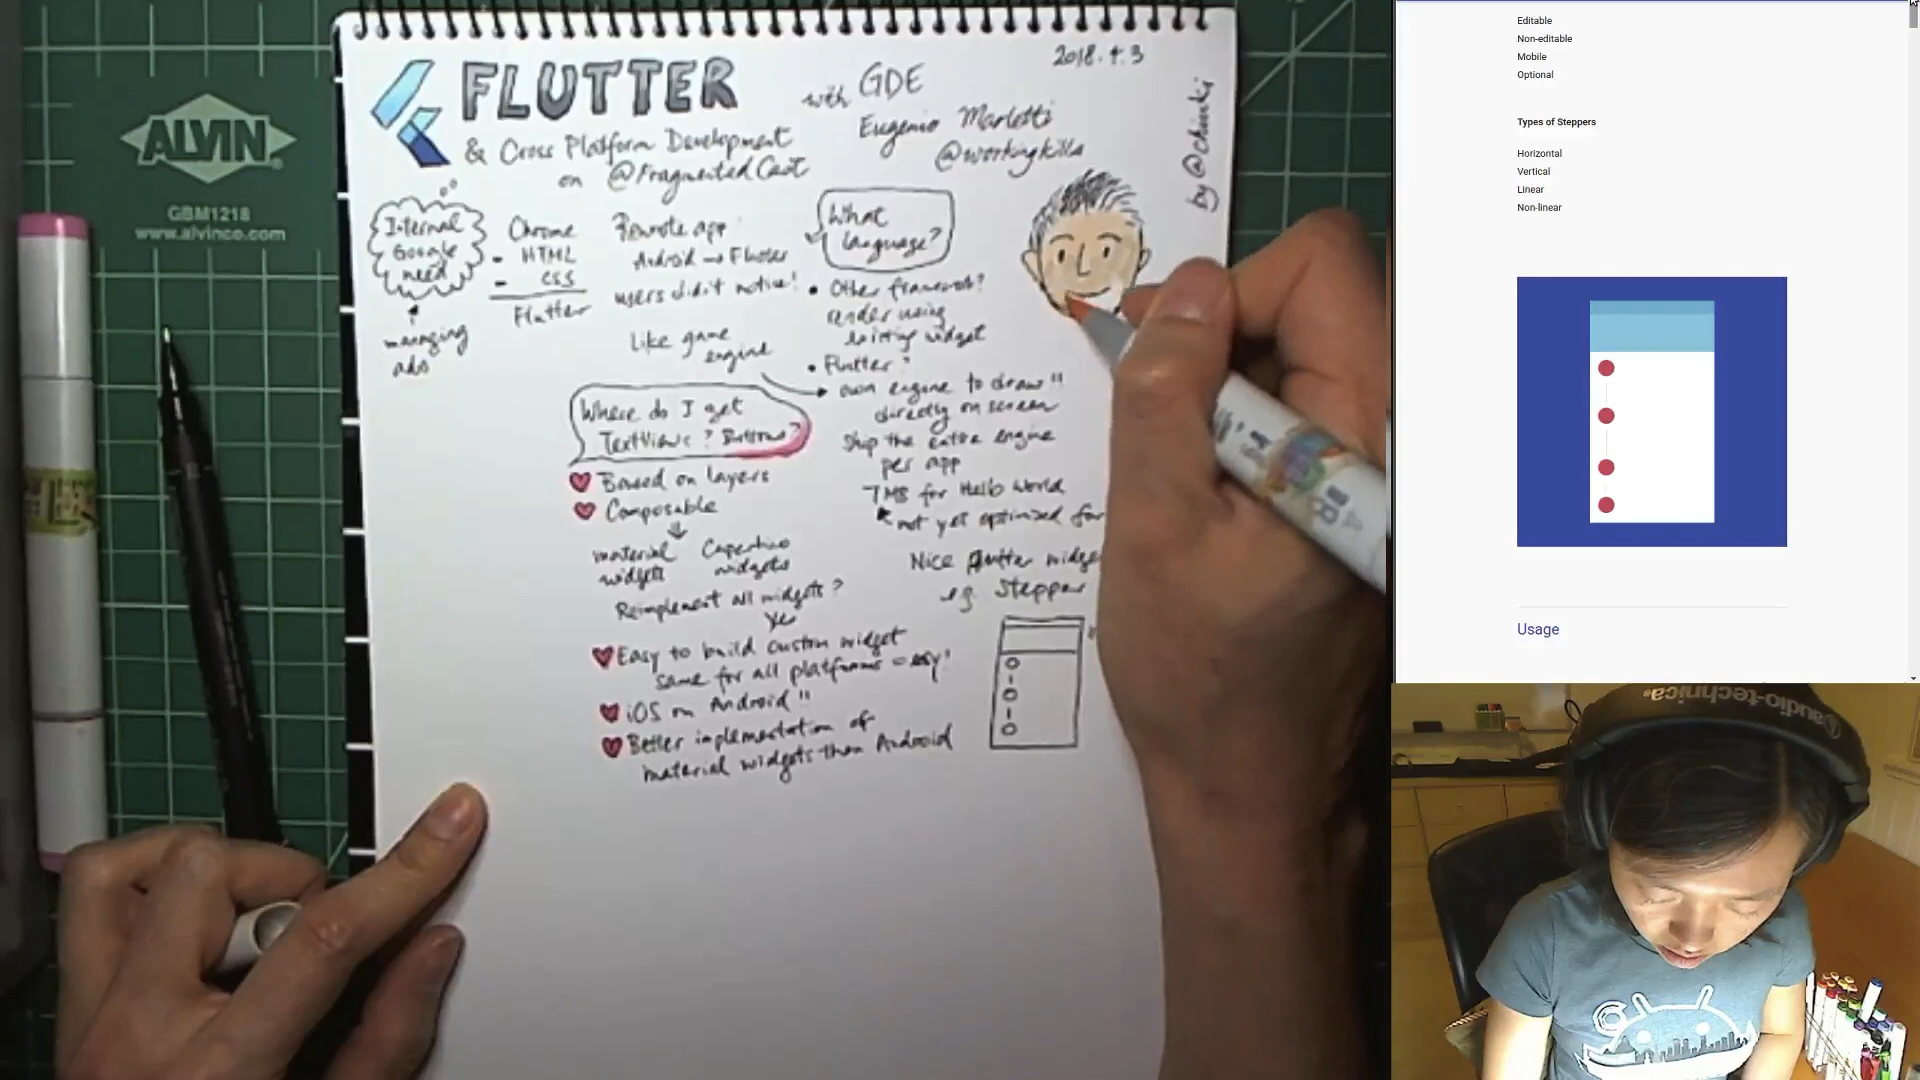 FLUTTER
& Cross Platform Development
on @FragmentedCast
with GDE
Eugenio Marletti
@workingkills
2018.4.3
by @chiuki
Internal
Google
need
managing
ads
Chrome
- HTML
- CSS
Flutter
Rewrote app
Android → Flutter
users didn't notice!
Like game
engine
What
language?
• Other framework?
render using
existing widget
• Flutter:
own engine to draw!!
directly on screen
Ship the entire engine
per app
7MB for Hello World
not yet optimized for
Nice Flutter widge
e.g. Stepper
Where do I get
TextViews? Buttons?
Based on layers
Composable
material widgets
Cupertino widgets
Reimplement all widgets?
Yes
Easy to build custom widget
same for all platforms = easy!
iOS on Android!!
Better implementation of
material widgets than Android
ALVIN
GBM1218
www.alvinco.com
Editable
Non-editable
Mobile
Optional
Types of Steppers
Horizontal
Vertical
Linear
Non-linear
Usage
audio-technica